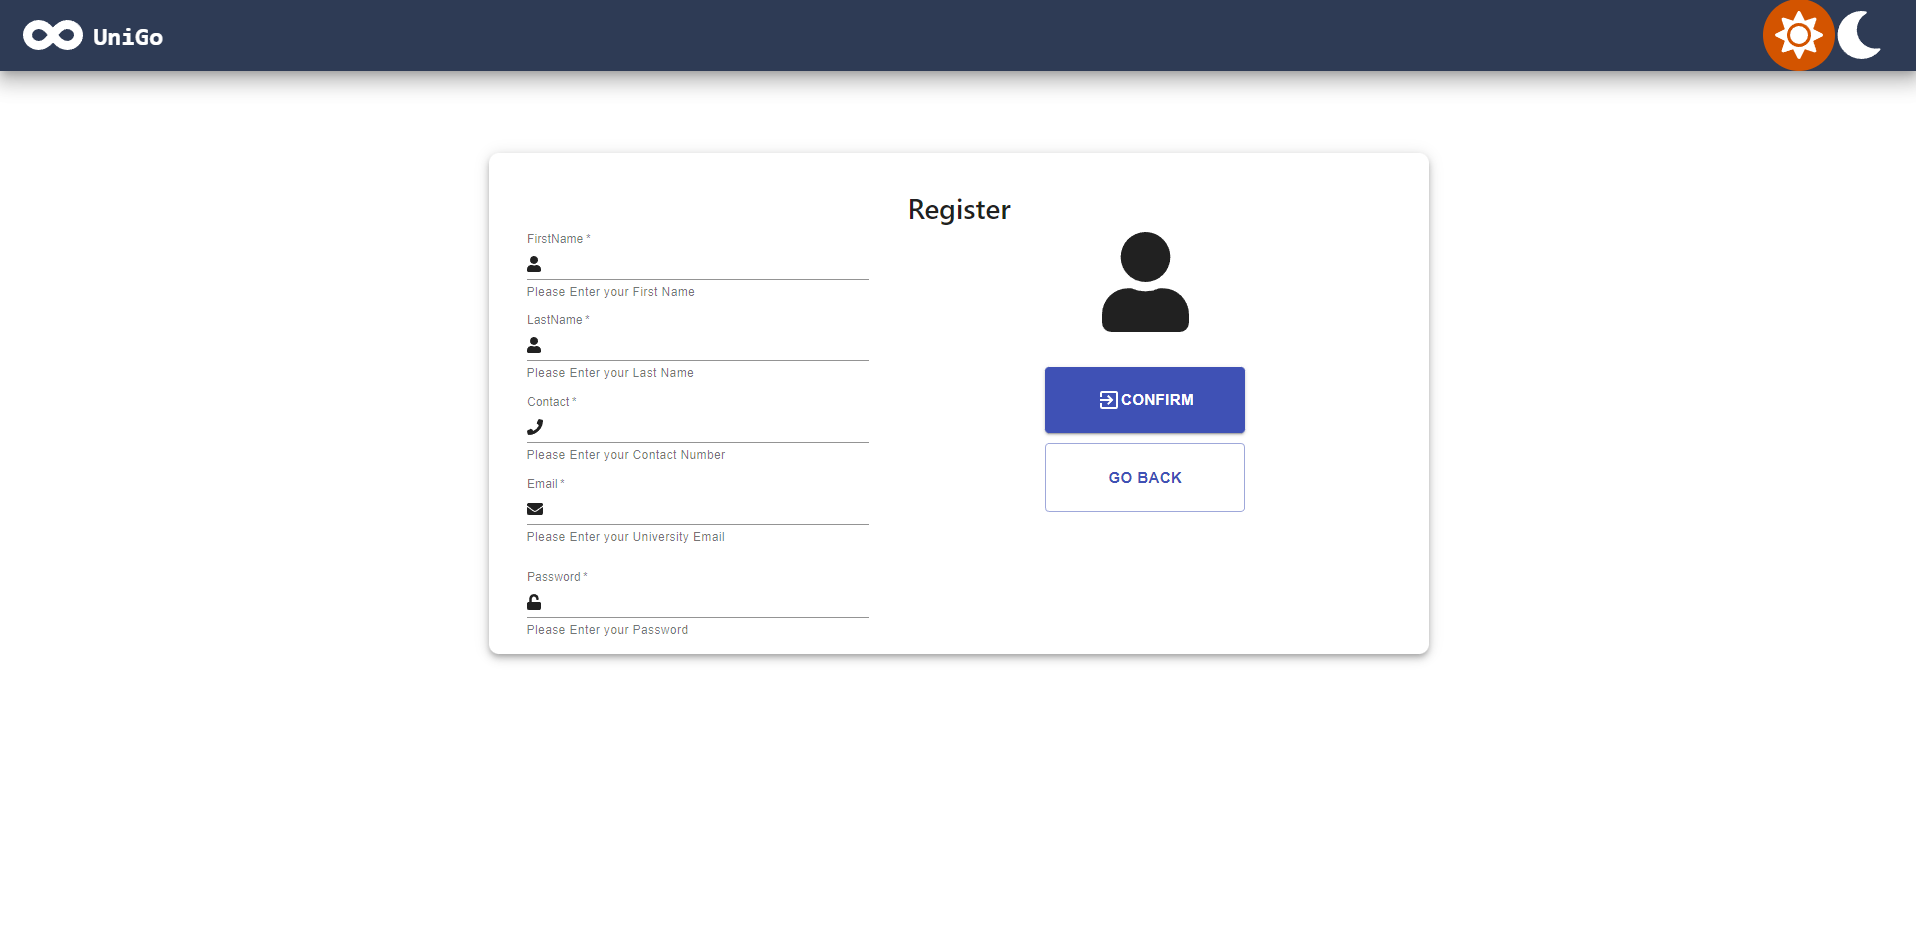 UniGo
Register
FirstName *
Please Enter your First Name
LastName *
Please Enter your Last Name
Contact *
Please Enter your Contact Number
Email *
Please Enter your University Email
Password *
Please Enter your Password
CONFIRM
GO BACK